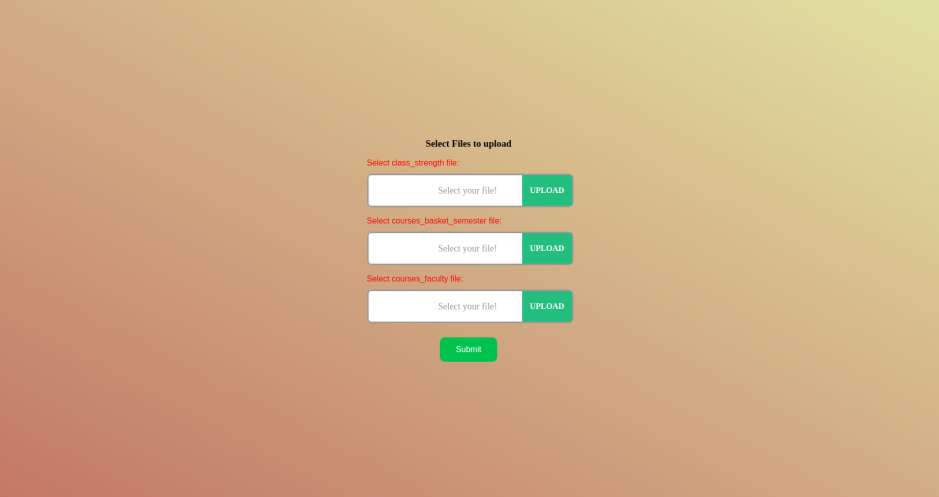 Select Files to upload
Select class_strength file:
Select your file! UPLOAD
Select courses_basket_semester file:
Select your file! UPLOAD
Select courses_faculty file:
Select your file! UPLOAD
Submit